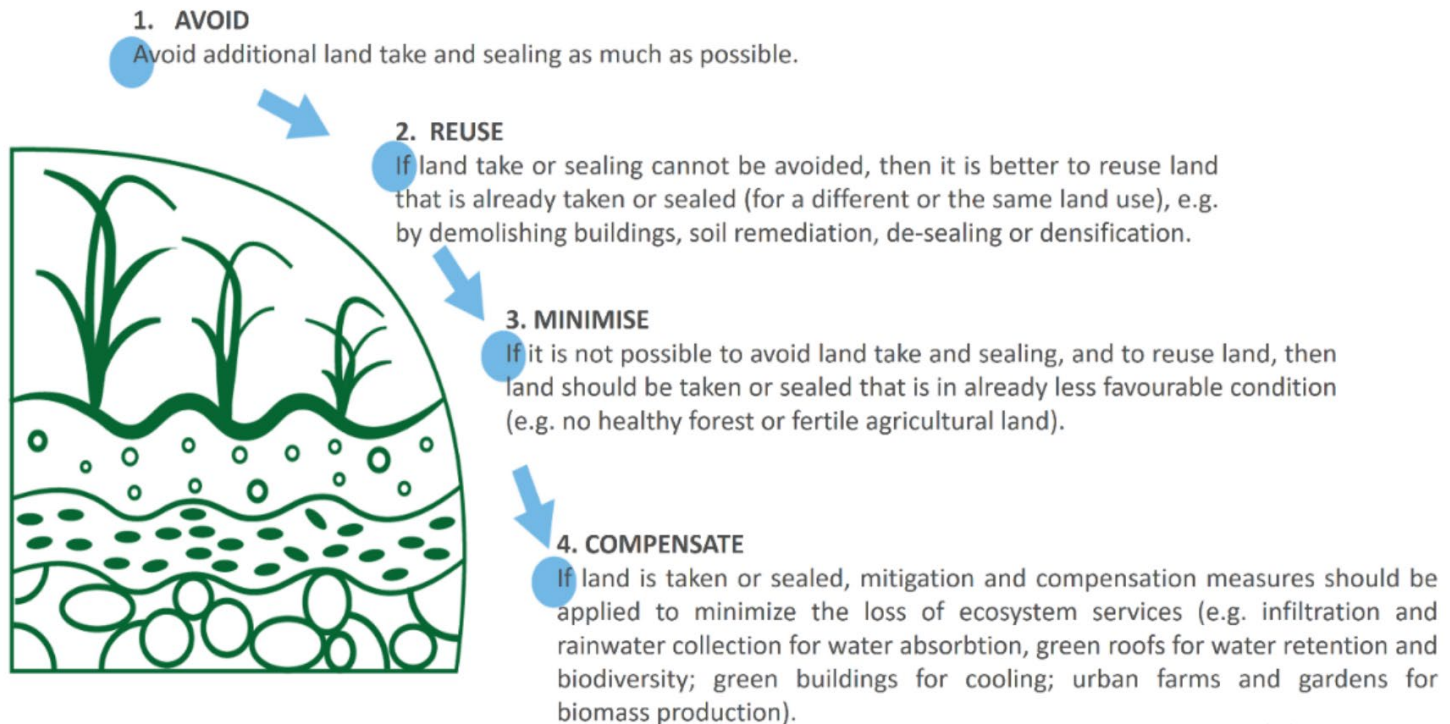 1. AVOID
Avoid additional land take and sealing as much as possible.
2. REUSE
If land take or sealing cannot be avoided, then it is better to reuse land
that is already taken or sealed (for a different or the same land use), e.g.
by demolishing buildings, soil remediation, de-sealing or densification.
3. MINIMISE
If it is not possible to avoid land take and sealing, and to reuse land, then
land should be taken or sealed that is in already less favourable condition
(e.g. no healthy forest or fertile agricultural land).
4. COMPENSATE
If land is taken or sealed, mitigation and compensation measures should be
applied to minimize the loss of ecosystem services (e.g. infiltration and
rainwater collection for water absorbtion, green roofs for water retention and
biodiversity; green buildings for cooling; urban farms and gardens for
biomass production).